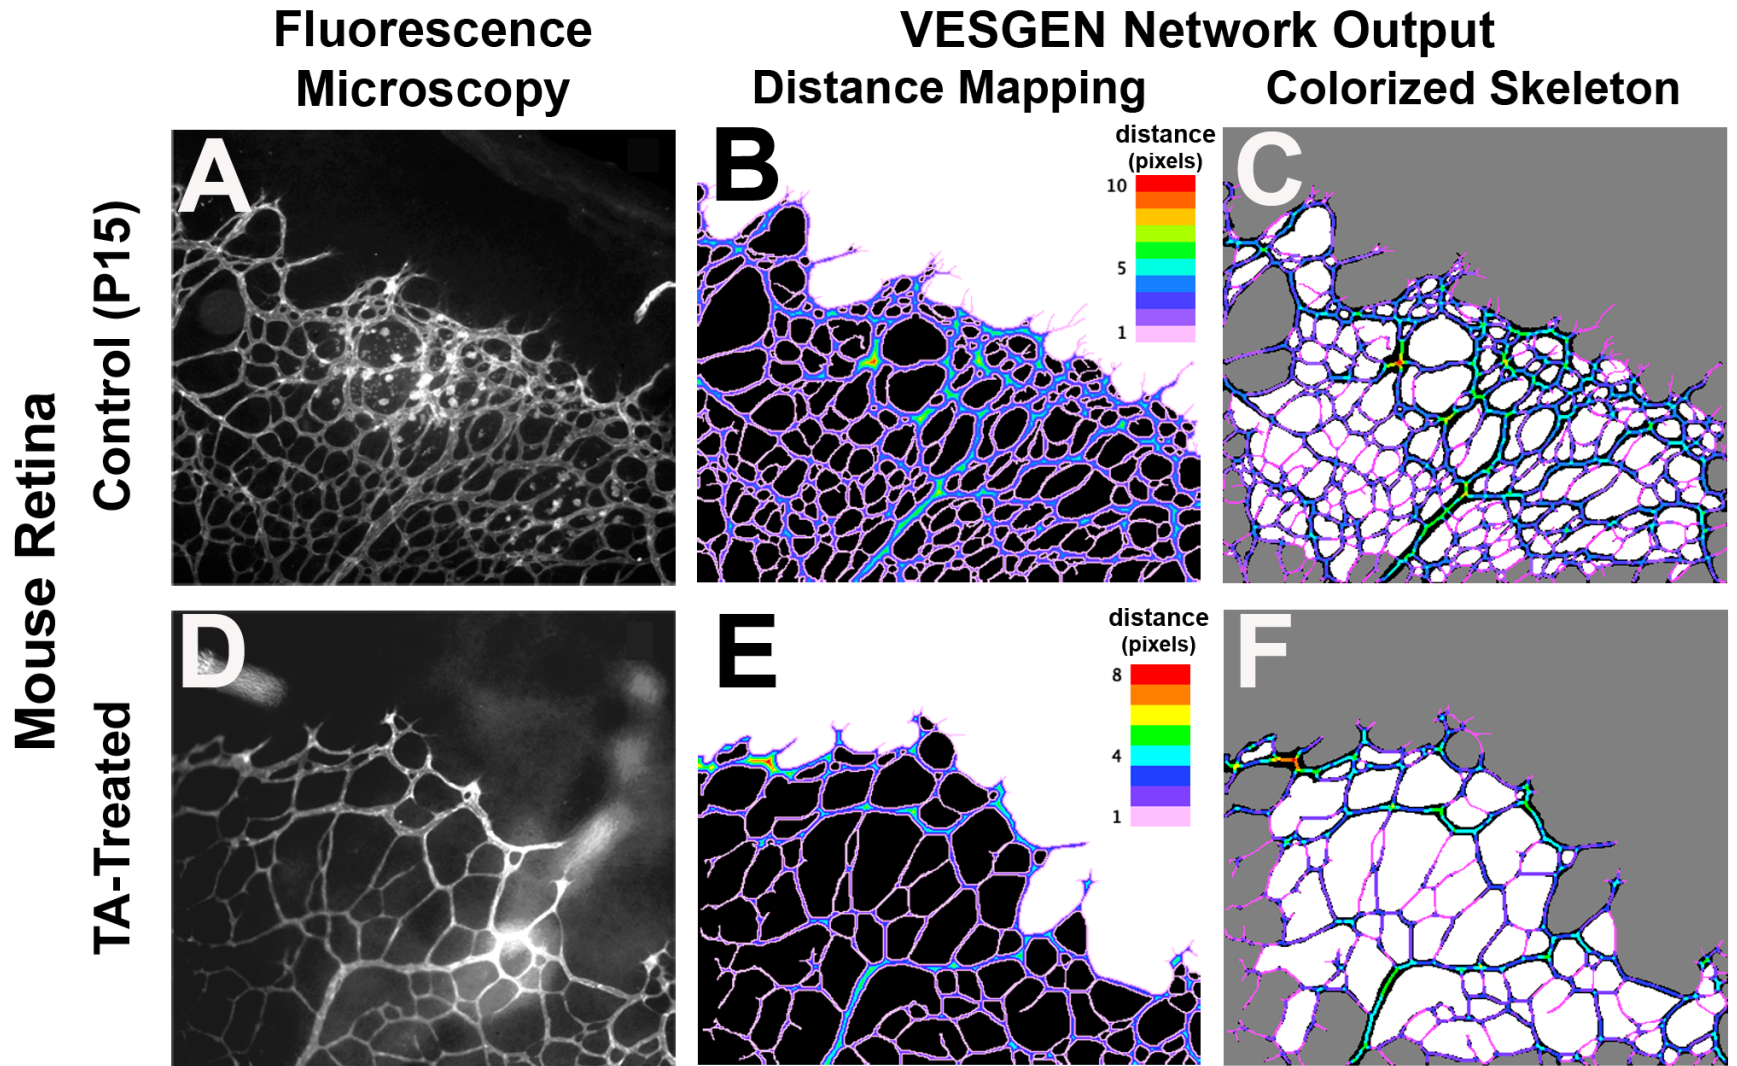 Fluorescence
Microscopy
VESGEN Network Output
Distance Mapping
Colorized Skeleton
Mouse Retina
Control (P15)
A
B
distance
(pixels)
10
5
1
C
TA-Treated
D
E
distance
(pixels)
8
4
1
F